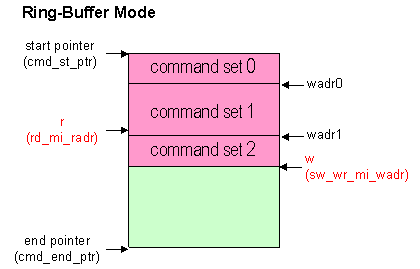 Ring-Buffer Mode
start pointer
(cmd_st_ptr)
command set 0
wadr0
command set 1
r
(rd_mi_radr)
wadr1
command set 2
w
(sw_wr_mi_wadr)
end pointer
(cmd_end_ptr)